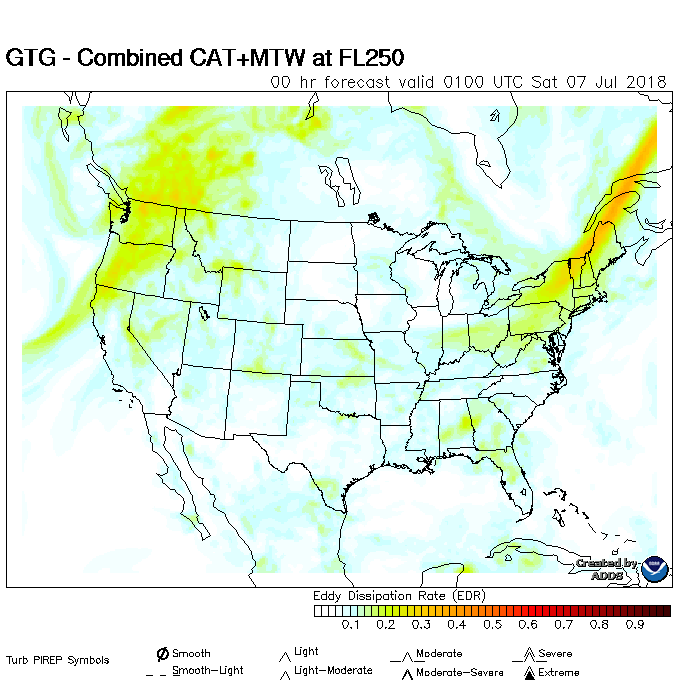 GTG - Combined CAT+MTW at FL250
00 hr forecast valid 0100 UTC Sat 07 Jul 2018
Created by
ADDS
Eddy Dissipation Rate (EDR)
0.1 0.2 0.3 0.4 0.5 0.6 0.7 0.8 0.9
Turb PIREP Symbols
Smooth Light Moderate Severe
Smooth-Light Light-Moderate Moderate-Severe Extreme